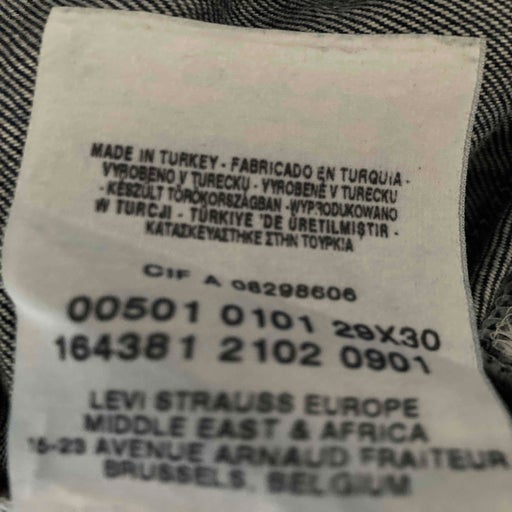 MADE IN TURKEY - FABRICADO EN TURQUIA -
VYROBENO V TURECKU - VYROBENÉ V TURECKU
- KÉSZÜLT TÖRÖKORSZÁGBAN - WYPRODUKOWANO
W TURCJI - TÜRKIYE 'DE ÜRETILMIŞTIR -
ΚΑΤΑΣΚΕΥΑΣΤΗΚΕ ΣΤΗΝ ΤΟΥΡΚΙΑ
CIF A 08298606
00501 0101 29X30
164381 2102 0901
LEVI STRAUSS EUROPE
MIDDLE EAST & AFRICA
15-23 AVENUE ARNAUD FRAITEUR
BRUSSELS, BELGIUM